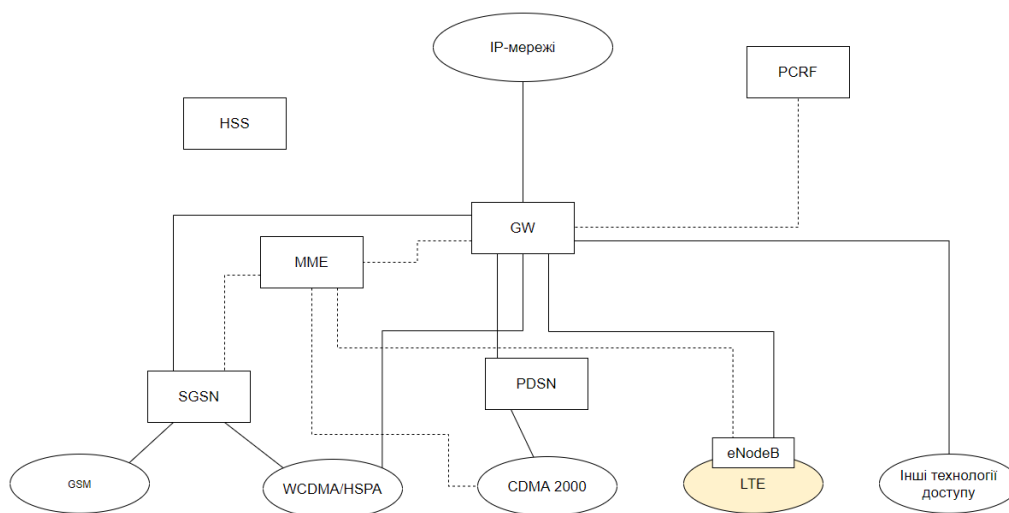 IP-мережі
PCRF
HSS
GW
MME
SGSN
PDSN
eNodeB
GSM
WCDMA/HSPA
CDMA 2000
LTE
Інші технології
доступу